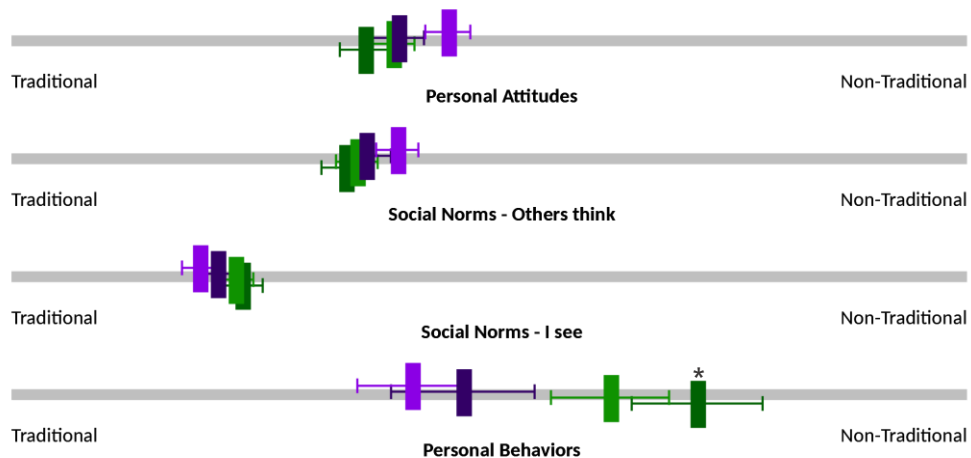 Traditional
Non-Traditional
Personal Attitudes
Traditional
Non-Traditional
Social Norms - Others think
Traditional
Non-Traditional
Social Norms - I see
*
Traditional
Non-Traditional
Personal Behaviors